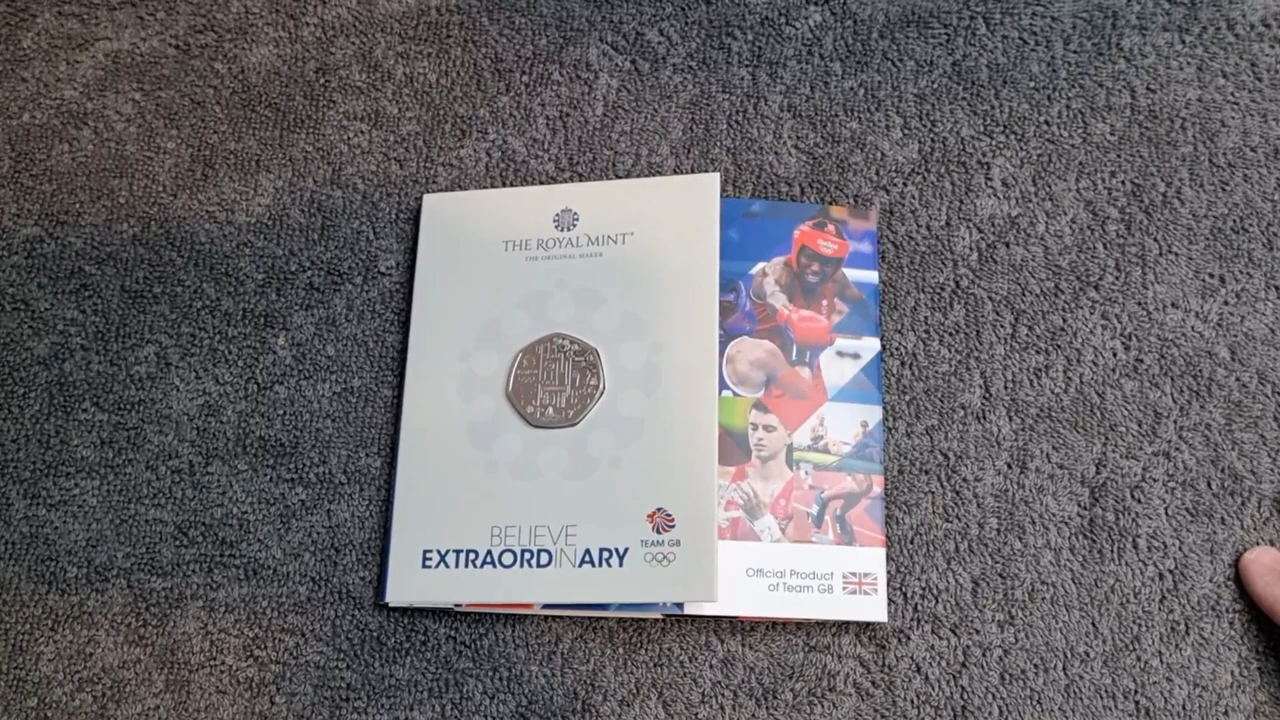 THE ROYAL MINT®
THE ORIGINAL MAKER
BELIEVE
EXTRAORDINARY
TEAM GB
Official Product
of Team GB